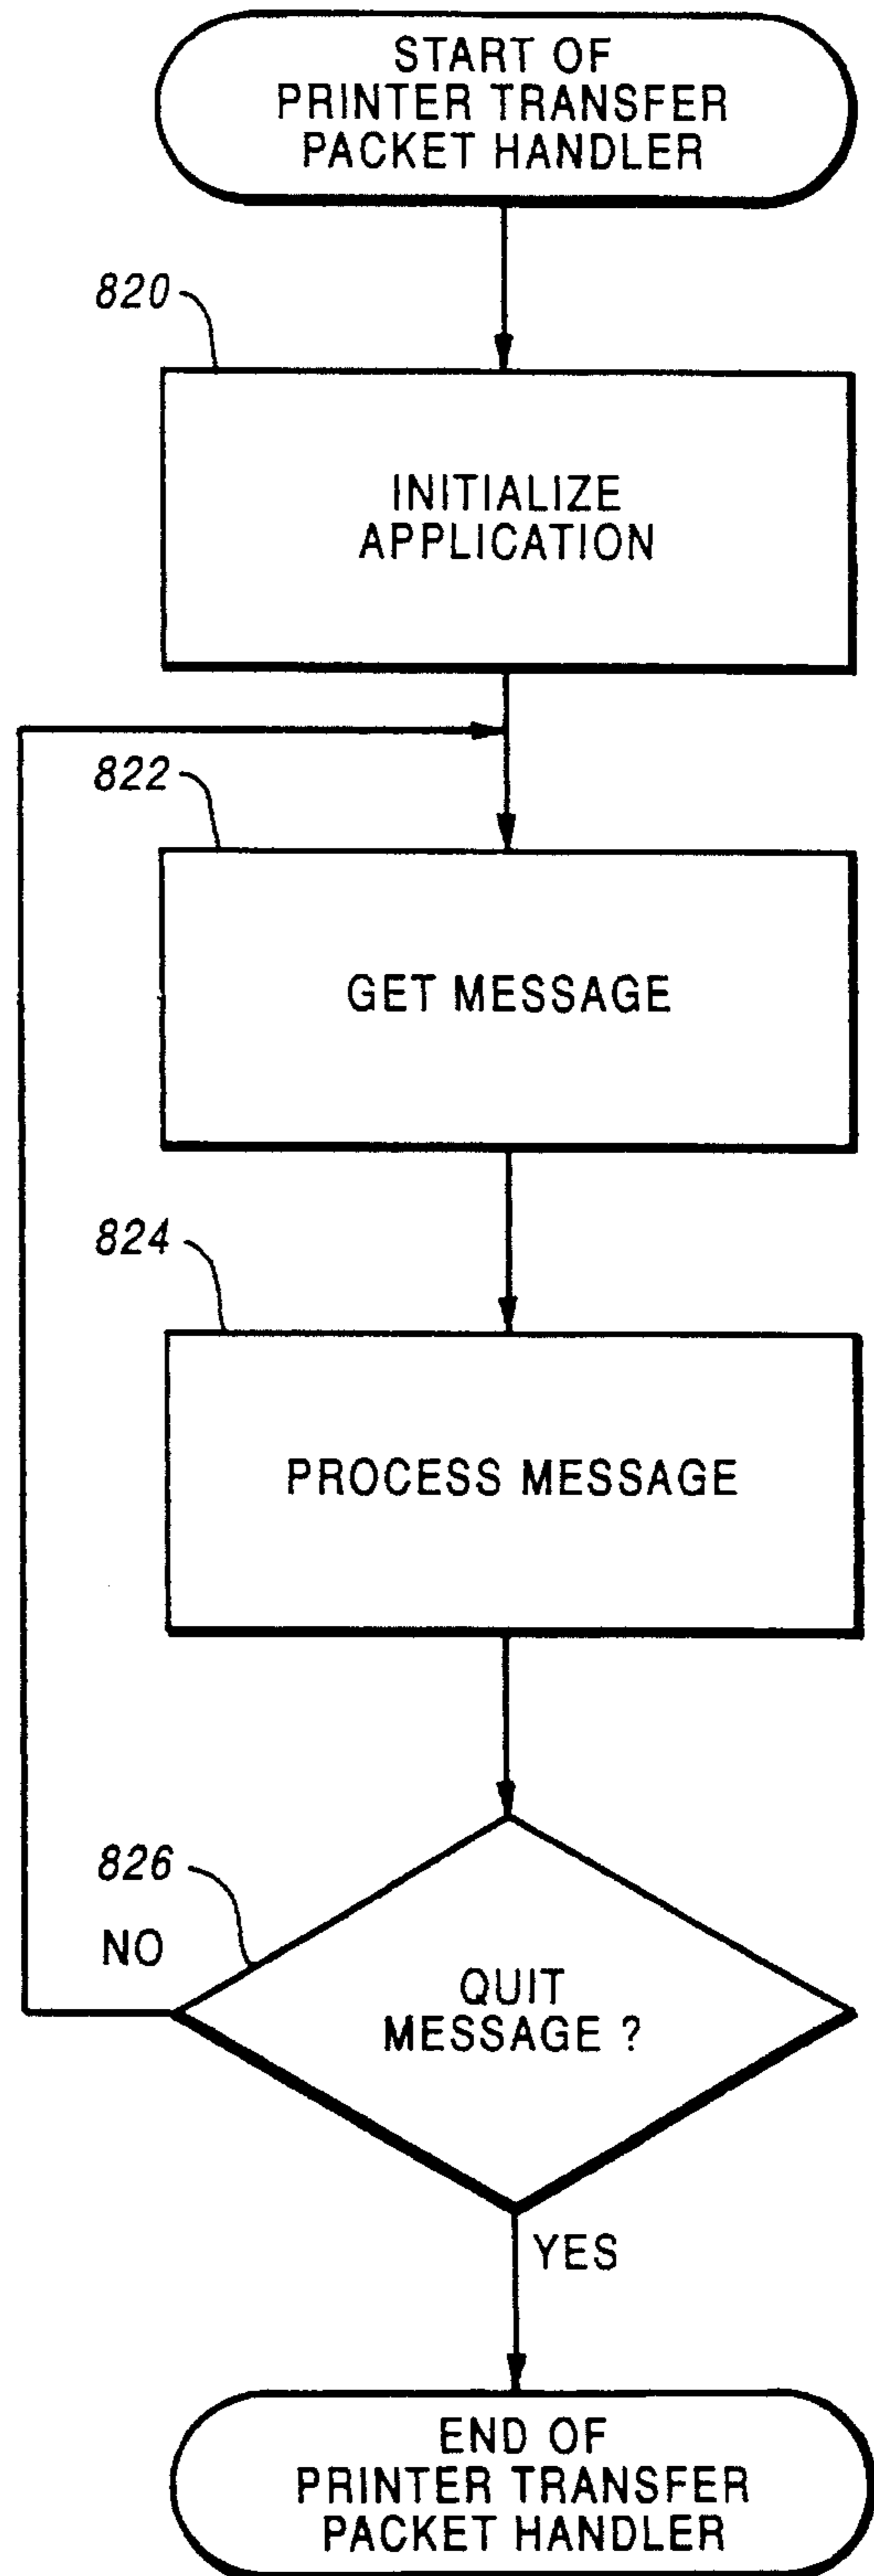 START OF
PRINTER TRANSFER
PACKET HANDLER
820
INITIALIZE
APPLICATION
822
GET MESSAGE
824
PROCESS MESSAGE
826
NO
QUIT
MESSAGE ?
YES
END OF
PRINTER TRANSFER
PACKET HANDLER